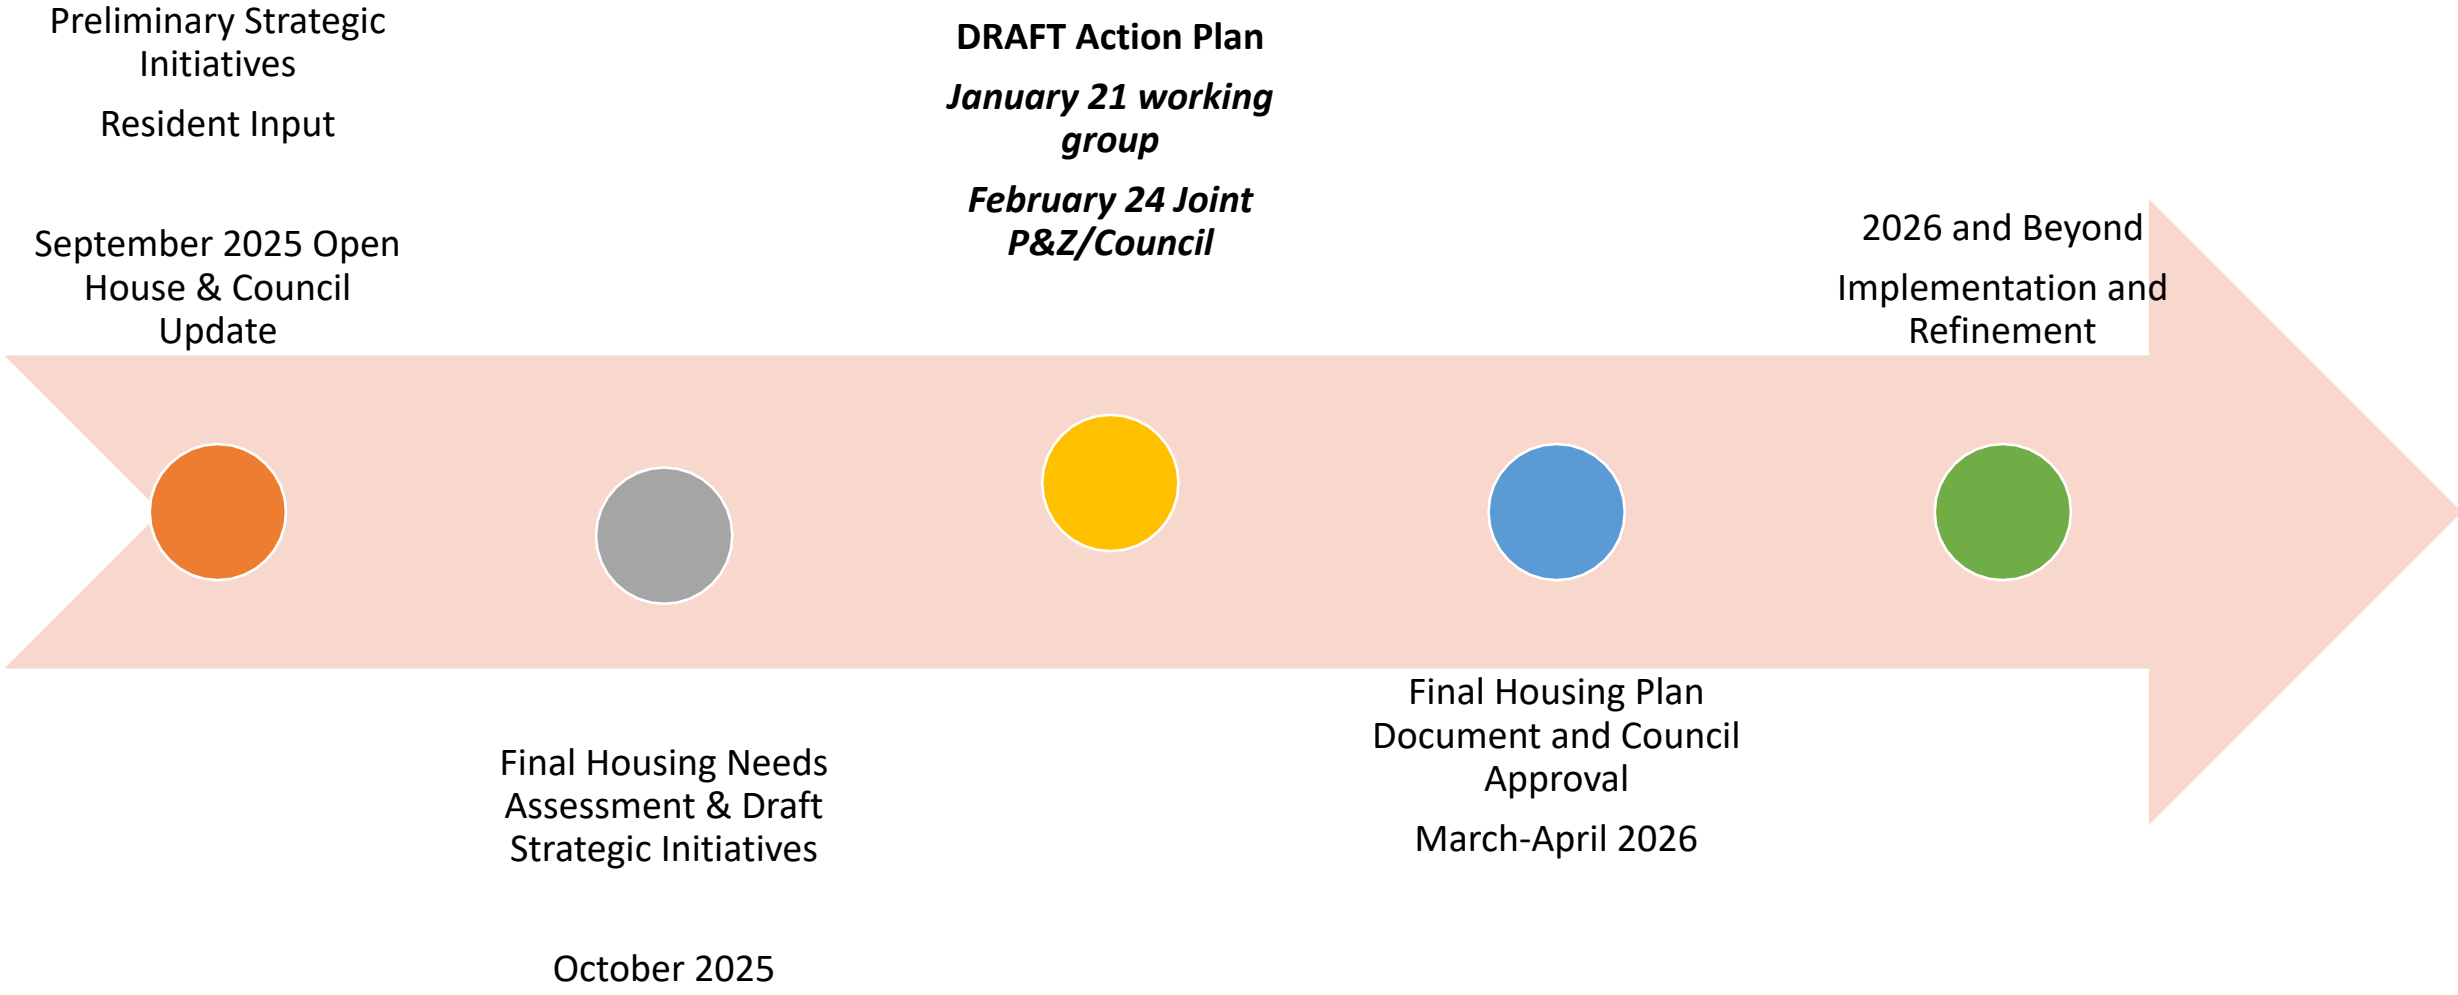 Preliminary Strategic
Initiatives
Resident Input
September 2025 Open
House & Council
Update
Final Housing Needs
Assessment & Draft
Strategic Initiatives
October 2025
DRAFT Action Plan
January 21 working
group
February 24 Joint
P&Z/Council
Final Housing Plan
Document and Council
Approval
March-April 2026
2026 and Beyond
Implementation and
Refinement